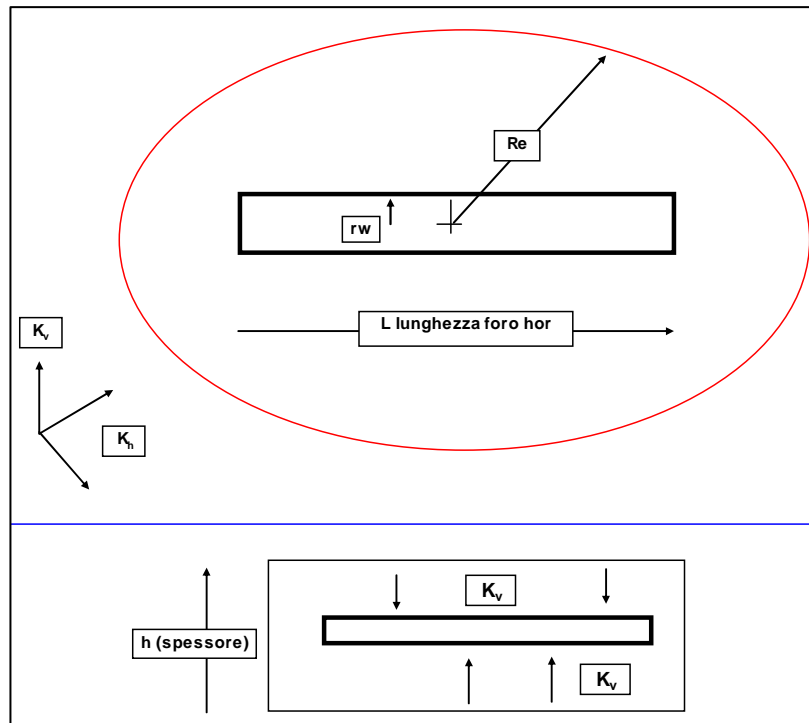 Re
rw
L lunghezza foro hor
Kv
Kh
Kv
h (spessore)
Kv